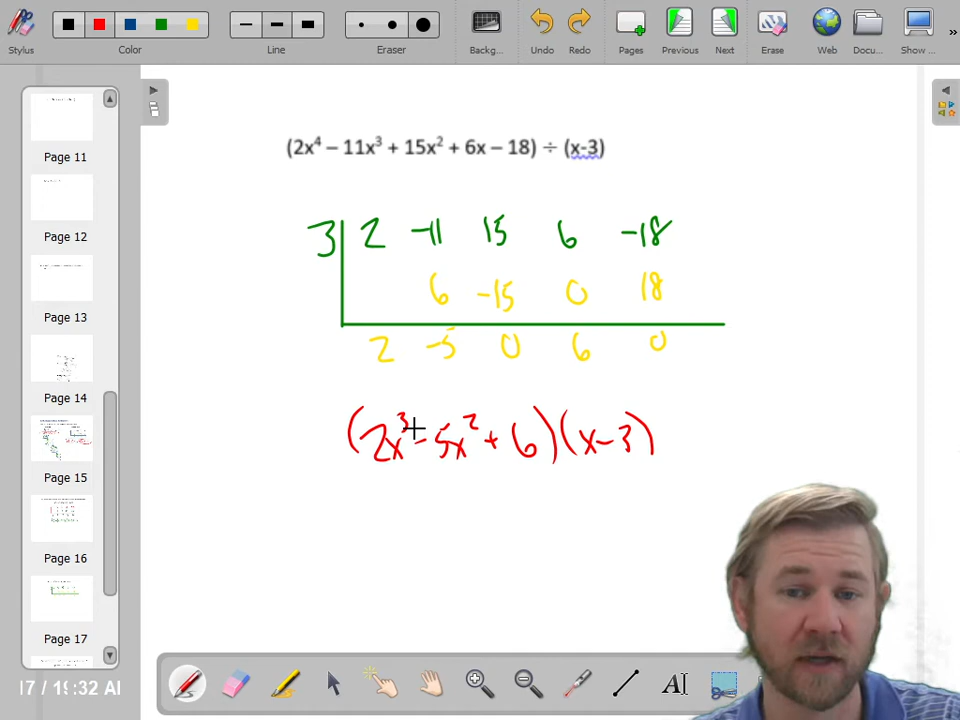 Stylus Color Line Eraser Backg... Undo Redo Pages Previous Next Erase Web Docu... Show ... »
Page 11
Page 12
Page 13
Page 14
Page 15
Page 16
Page 17
(2x⁴ – 11x³ + 15x² + 6x – 18) ÷ (x-3)
3 2 -11 15 6 -18
6 -15 0 18
2 -5 0 6 0
(2x³ - 5x² + 6)(x-3)